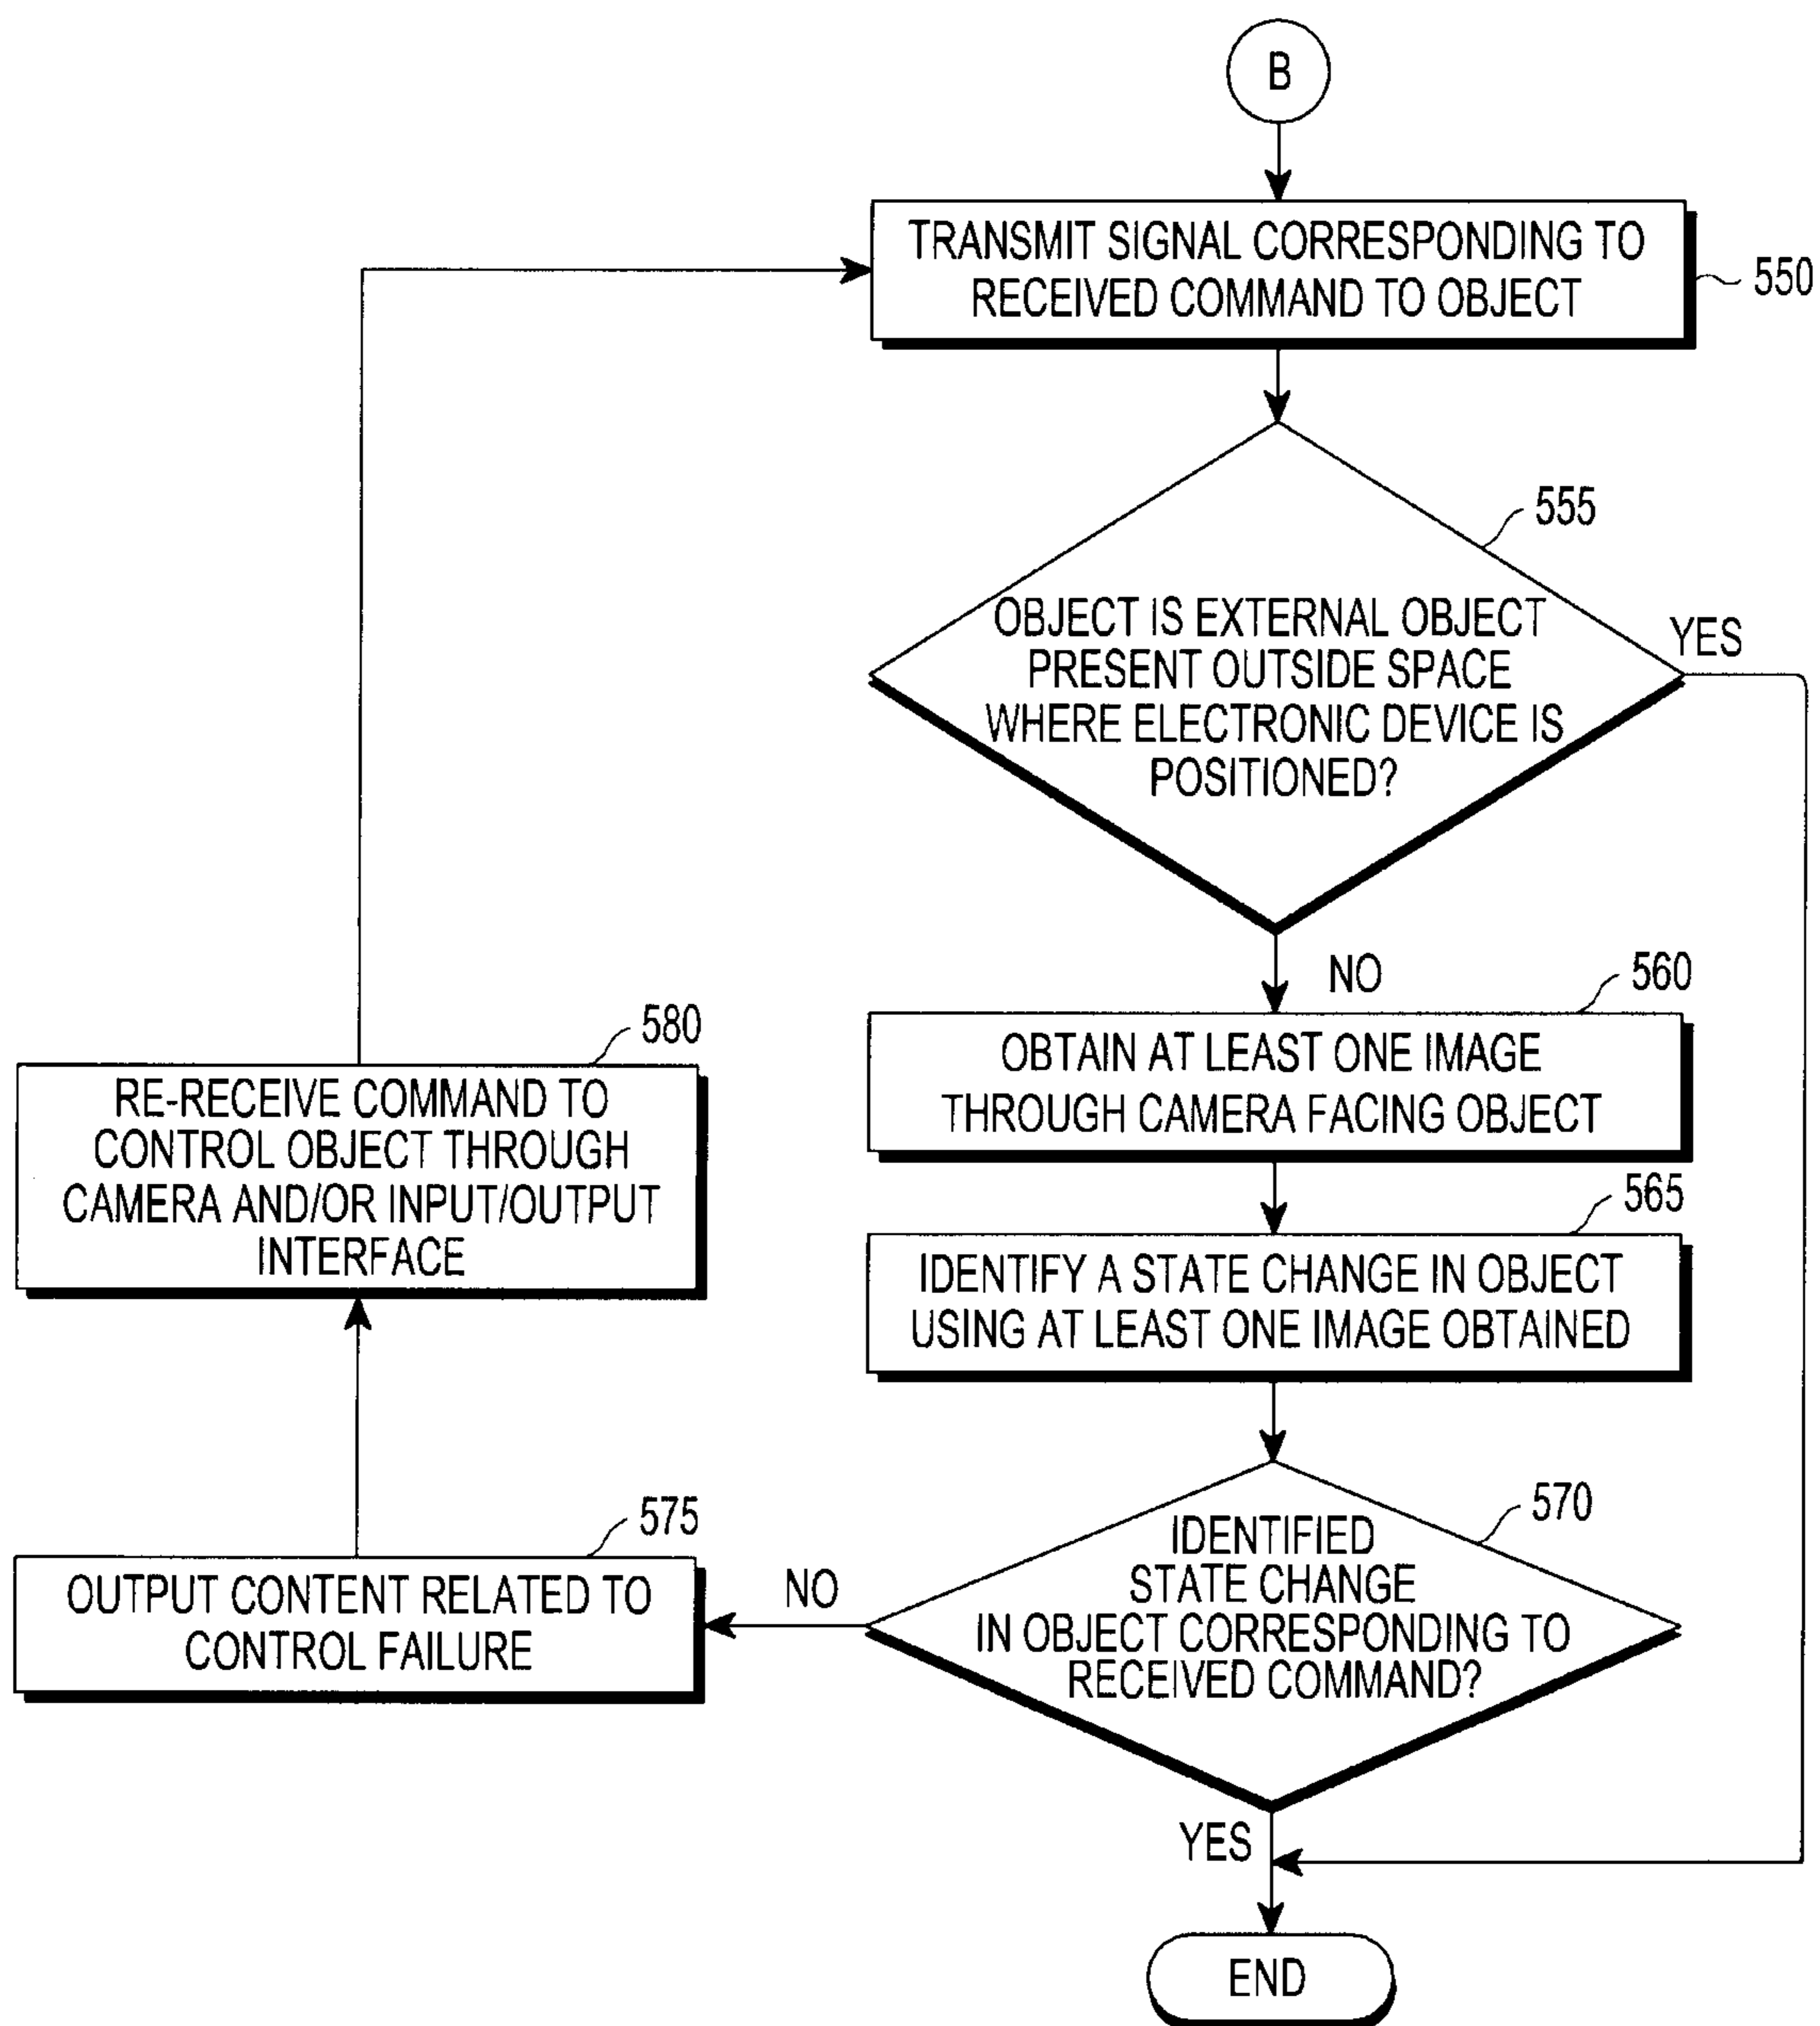 B
TRANSMIT SIGNAL CORRESPONDING TO
RECEIVED COMMAND TO OBJECT
550
555
OBJECT IS EXTERNAL OBJECT
PRESENT OUTSIDE SPACE
WHERE ELECTRONIC DEVICE IS
POSITIONED?
YES
NO
560
OBTAIN AT LEAST ONE IMAGE
THROUGH CAMERA FACING OBJECT
565
IDENTIFY A STATE CHANGE IN OBJECT
USING AT LEAST ONE IMAGE OBTAINED
570
IDENTIFIED
STATE CHANGE
IN OBJECT CORRESPONDING TO
RECEIVED COMMAND?
NO
575
OUTPUT CONTENT RELATED TO
CONTROL FAILURE
580
RE-RECEIVE COMMAND TO
CONTROL OBJECT THROUGH
CAMERA AND/OR INPUT/OUTPUT
INTERFACE
YES
END